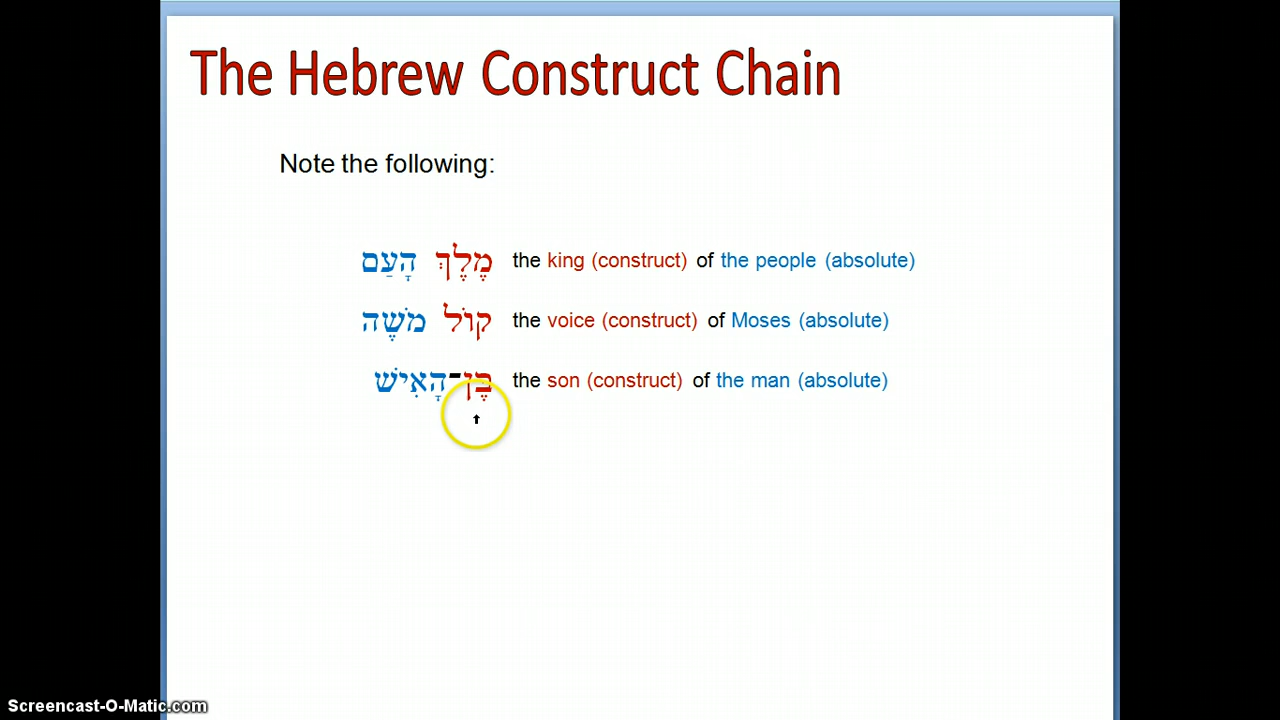 The Hebrew Construct Chain
Note the following:
מֶלֶךְ הָעַם the king (construct) of the people (absolute)
קוֹל מֹשֶׁה the voice (construct) of Moses (absolute)
בֶּן־הָאִישׁ the son (construct) of the man (absolute)
Screencast-O-Matic.com